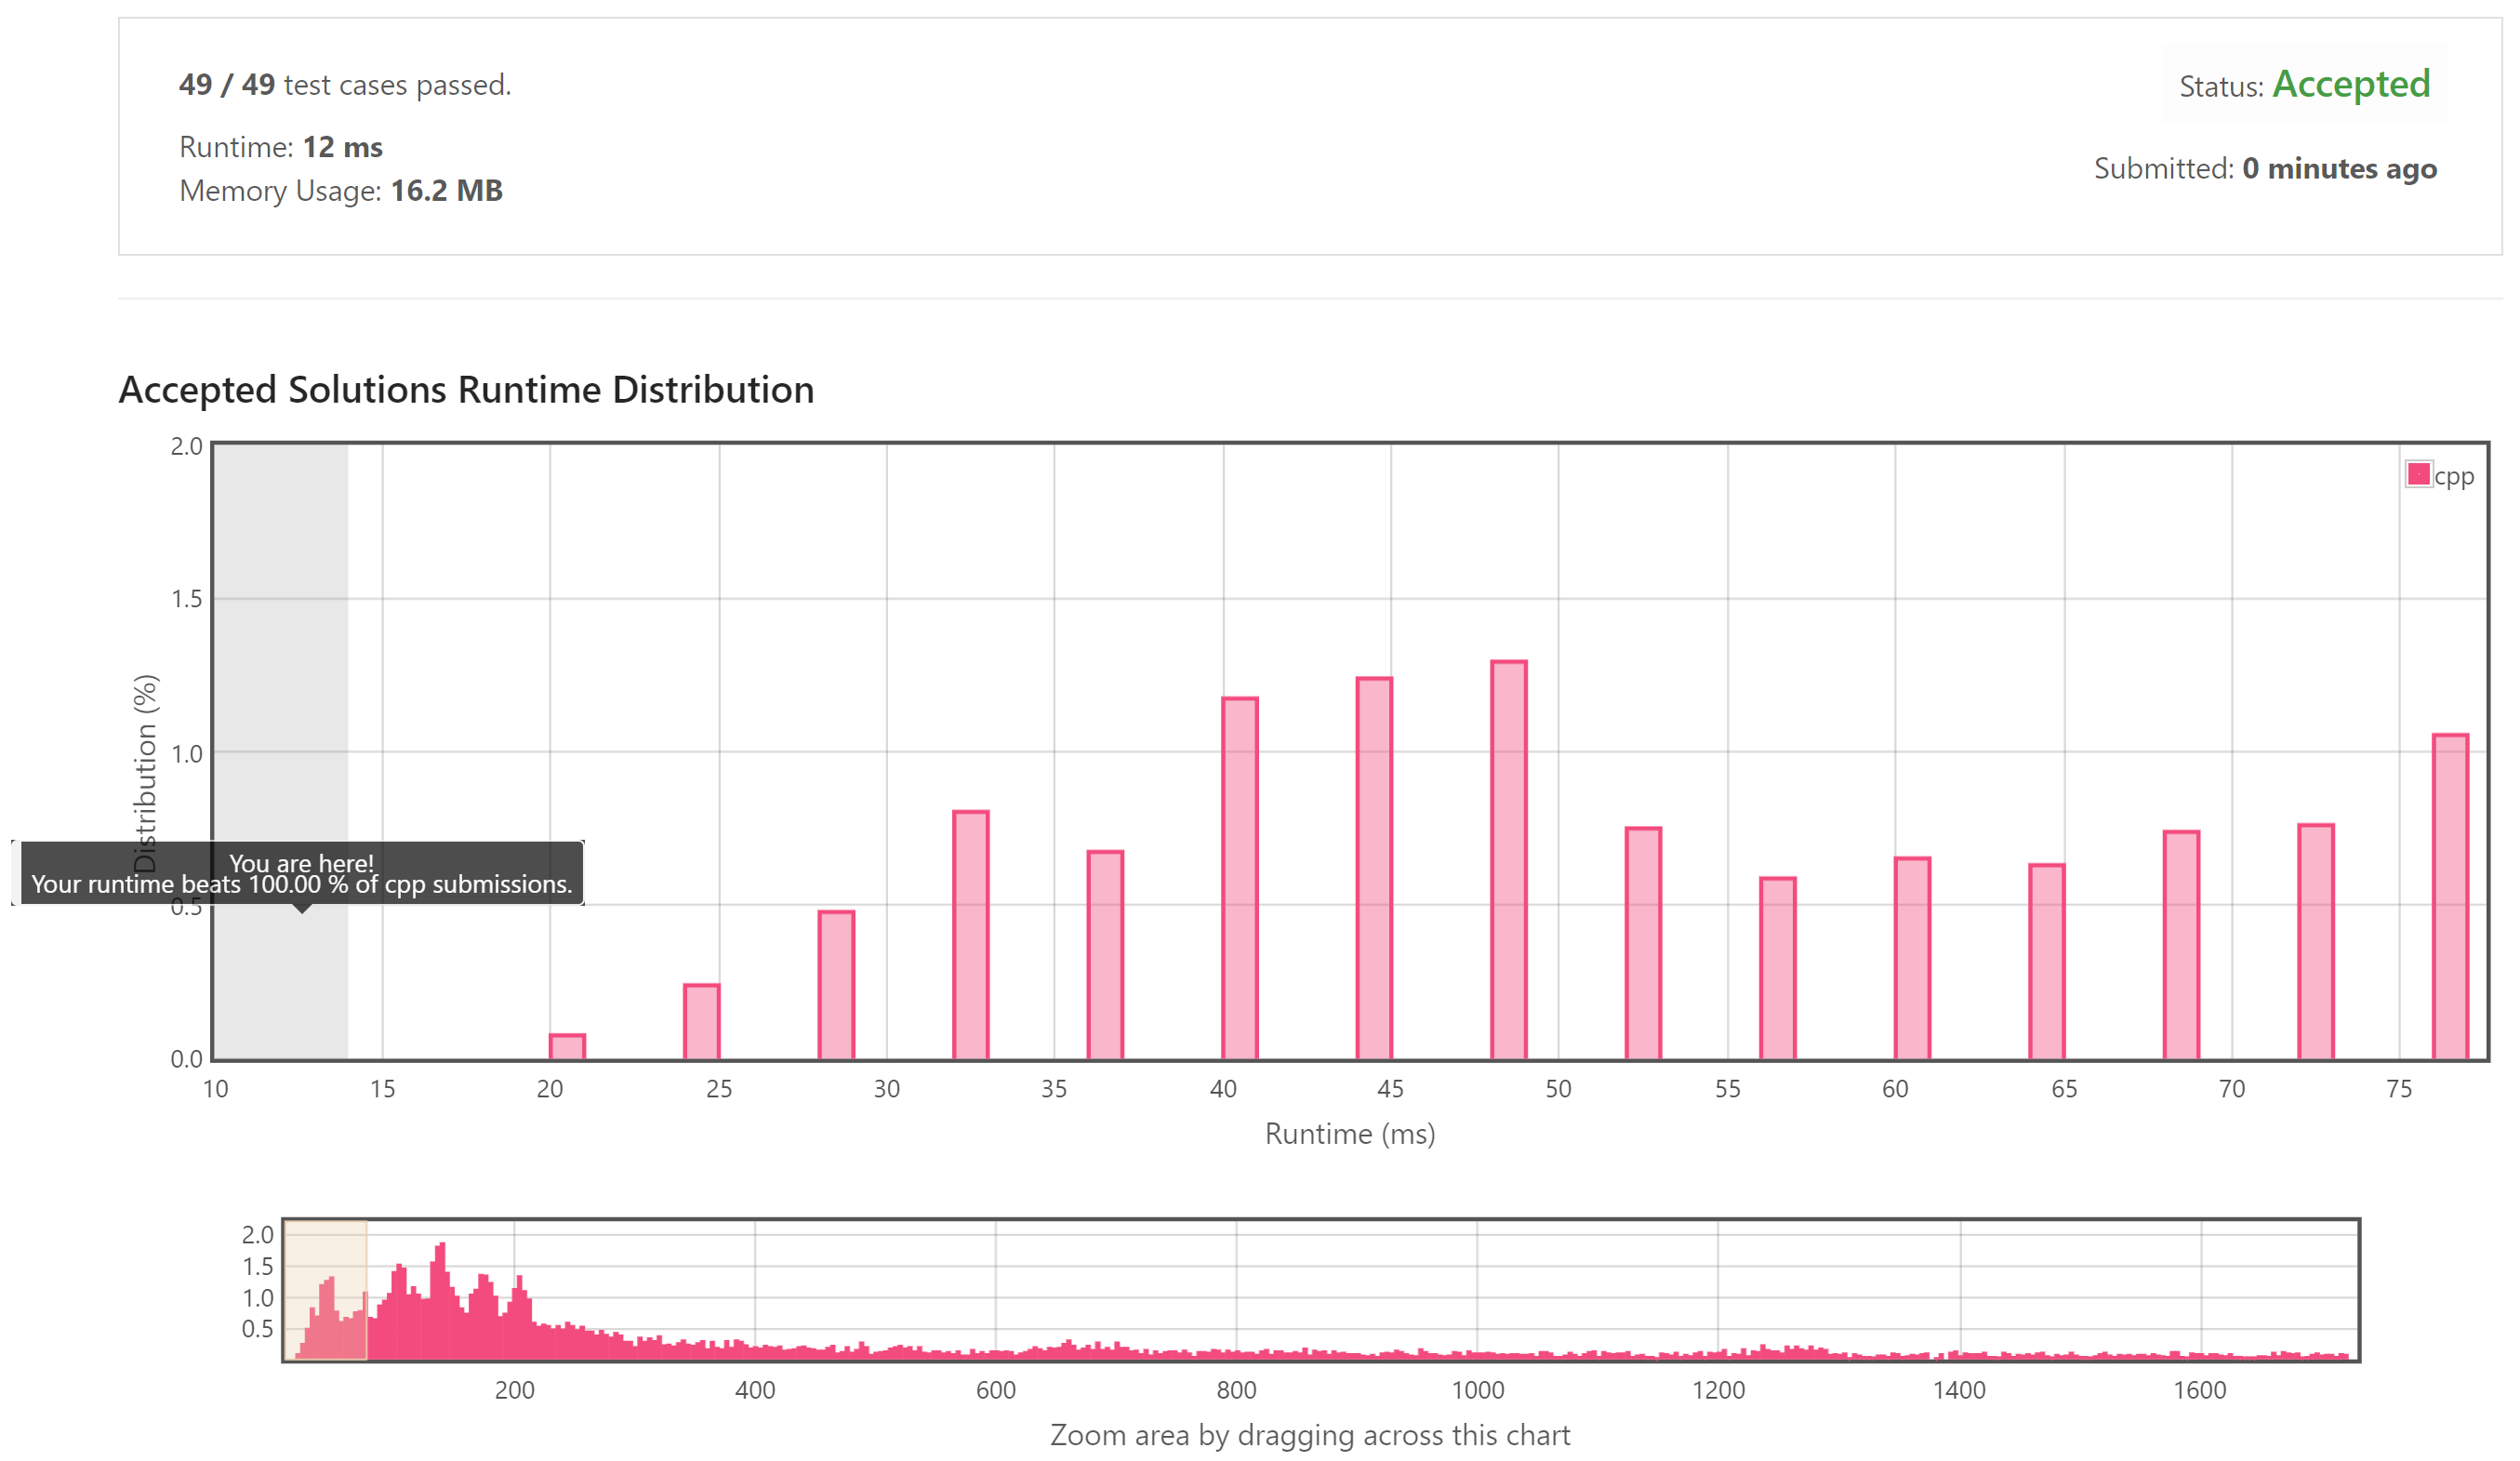 49 / 49 test cases passed.
Status: Accepted
Runtime: 12 ms
Memory Usage: 16.2 MB
Submitted: 0 minutes ago
Accepted Solutions Runtime Distribution
2.0
1.5
1.0
0.5
0.0
Distribution (%)
cpp
You are here!
Your runtime beats 100.00 % of cpp submissions.
10 15 20 25 30 35 40 45 50 55 60 65 70 75
Runtime (ms)
2.0
1.5
1.0
0.5
200 400 600 800 1000 1200 1400 1600
Zoom area by dragging across this chart